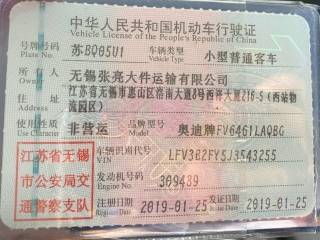 中华人民共和国机动车行驶证
Vehicle License of the People's Republic of China
号牌号码 苏BQ05U1 车辆类型 小型普通客车
Plate No. Vehicle Type
所有人 无锡张亮大件运输有限公司
Owner
住址 江苏省无锡市惠山区洛南大道8号西洋大道216-5（西站物
Address 流园区）
使用性质 非营运 品牌型号 奥迪牌FV6461LAQBG
Use Character Model
江苏省无锡 车辆识别代号 LFV3B2FY5J3543255
VIN
市公安局交 发动机号码 309439
Engine No.
通警察支队 注册日期 2019-01-25 发证日期 2019-01-25
Register Date Issue Date